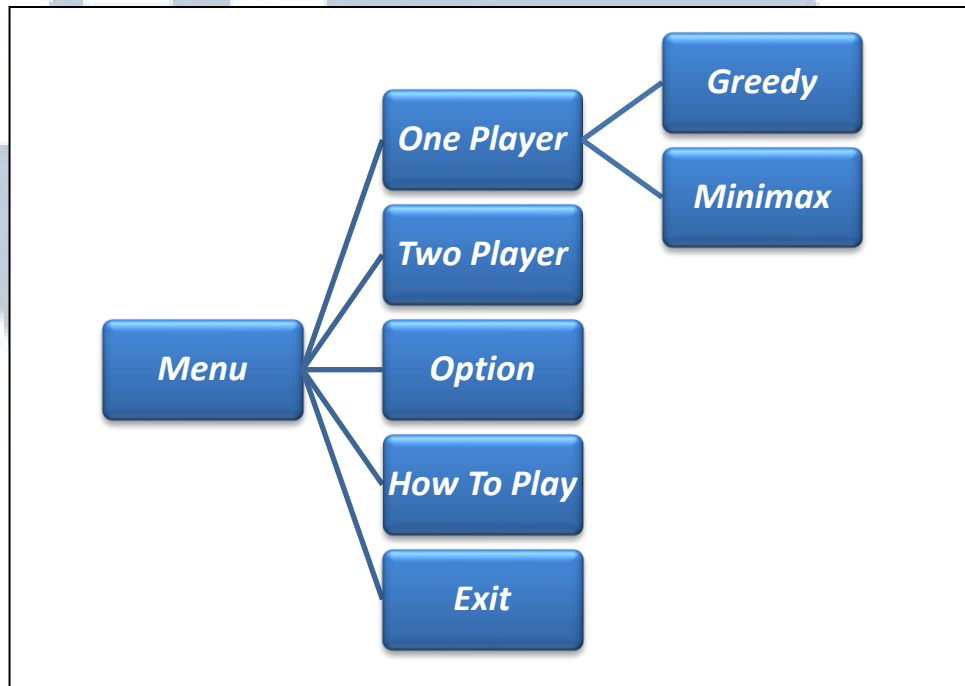 Menu
One Player
Greedy
Minimax
Two Player
Option
How To Play
Exit